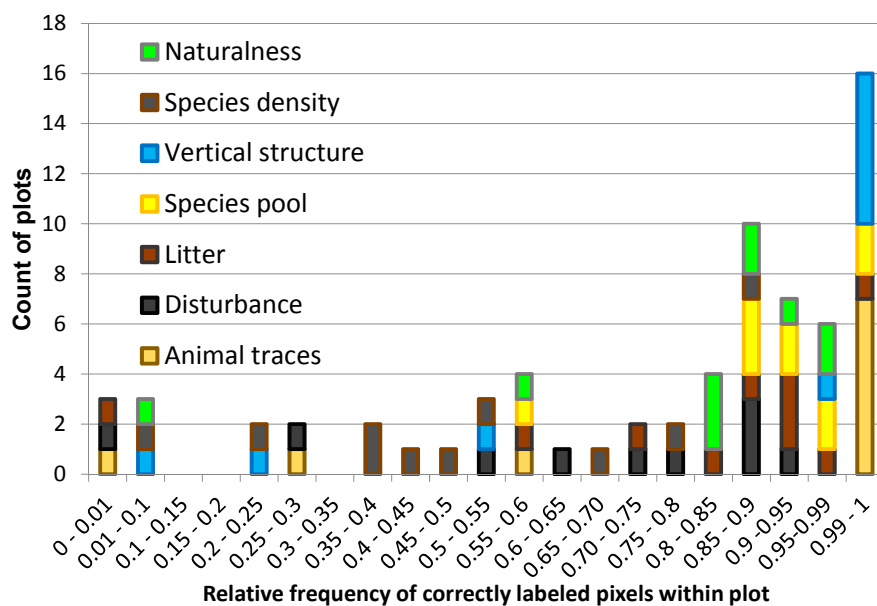 18
16
14
12
10
8
6
4
2
0
Count of plots
Naturalness
Species density
Vertical structure
Species pool
Litter
Disturbance
Animal traces
0 - 0.01
0.01 - 0.1
0.1 - 0.15
0.15 - 0.2
0.2 - 0.25
0.25 - 0.3
0.3 - 0.35
0.35 - 0.4
0.4 - 0.45
0.45 - 0.5
0.5 - 0.55
0.55 - 0.6
0.6 - 0.65
0.65 - 0.70
0.70 - 0.75
0.75 - 0.8
0.8 - 0.85
0.85 - 0.9
0.9 -0.95
0.95-0.99
0.99 - 1
Relative frequency of correctly labeled pixels within plot